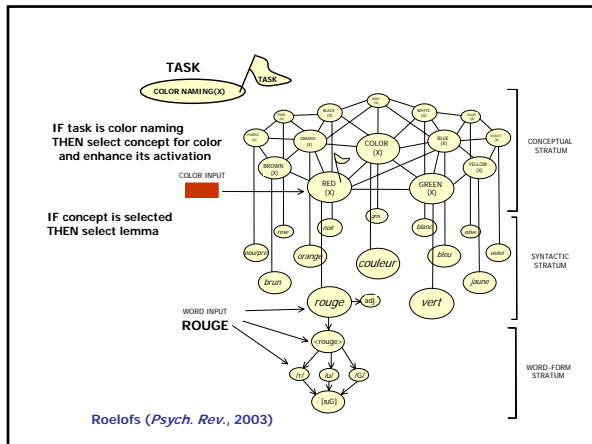 TASK
TASK
COLOR NAMING(X)
IF task is color naming
THEN select concept for color
and enhance its activation
COLOR INPUT
IF concept is selected
THEN select lemma
BLACK
(X)
WHITE
(X)
PURPLE
(X)
ORANGE
(X)
COLOR
(X)
BLUE
(X)
VIOLET
(X)
BROWN
(X)
YELLOW
(X)
RED
(X)
GREEN
(X)
CONCEPTUAL
STRATUM
rose
noir
gris
blanc
olive
pourpre
orange
couleur
bleu
violet
brun
jaune
SYNTACTIC
STRATUM
rouge
adj.
vert
WORD INPUT
ROUGE
<rouge>
/r/
/u/
/G/
[ruG]
WORD-FORM
STRATUM
Roelofs (Psych. Rev., 2003)